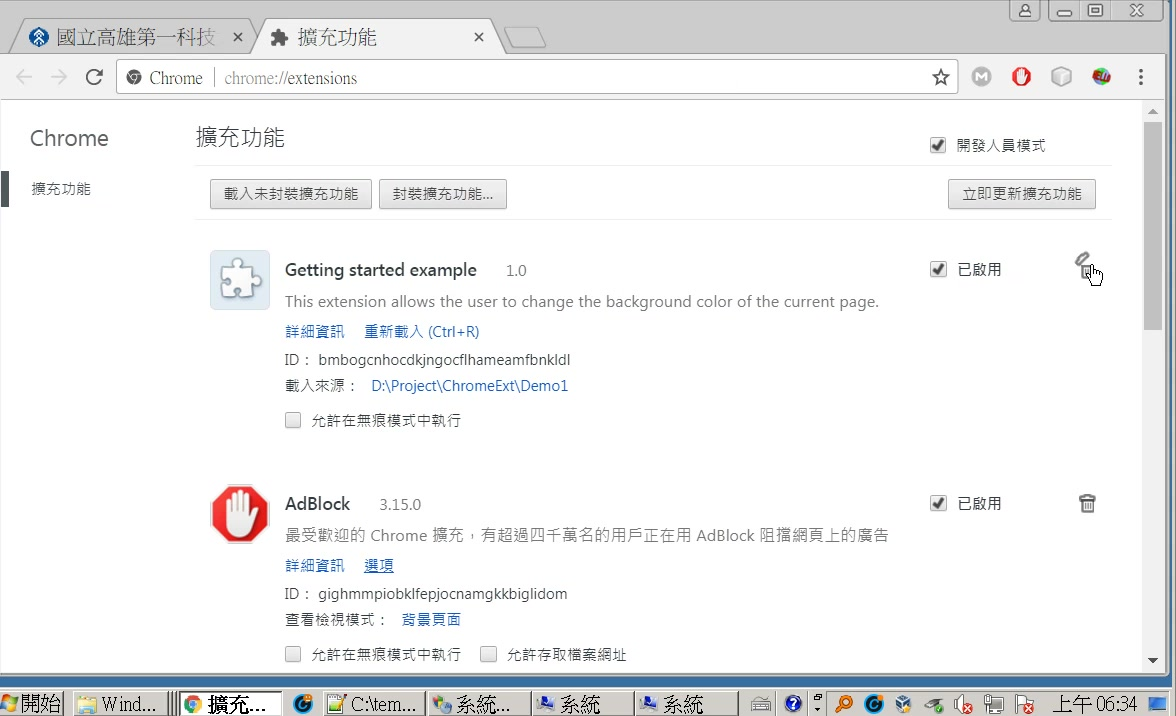 國立高雄第一科技
擴充功能
Chrome
chrome://extensions
Chrome
擴充功能
開發人員模式
擴充功能
載入未封裝擴充功能
封裝擴充功能...
立即更新擴充功能
Getting started example 1.0
已啟用
This extension allows the user to change the background color of the current page.
詳細資訊 重新載入 (Ctrl+R)
ID： bmbogcnhocdkjngocflhameamfbnkldl
載入來源： D:\Project\ChromeExt\Demo1
允許在無痕模式中執行
AdBlock 3.15.0
已啟用
最受歡迎的 Chrome 擴充，有超過四千萬名的用戶正在用 AdBlock 阻擋網頁上的廣告
詳細資訊 選項
ID： gighmmpiobklfepjocnamgkkbiglidom
查看檢視模式： 背景頁面
允許在無痕模式中執行 允許存取檔案網址
開始 Wind... 擴充... C:\tem... 系統... 系統 系統 上午 06:34